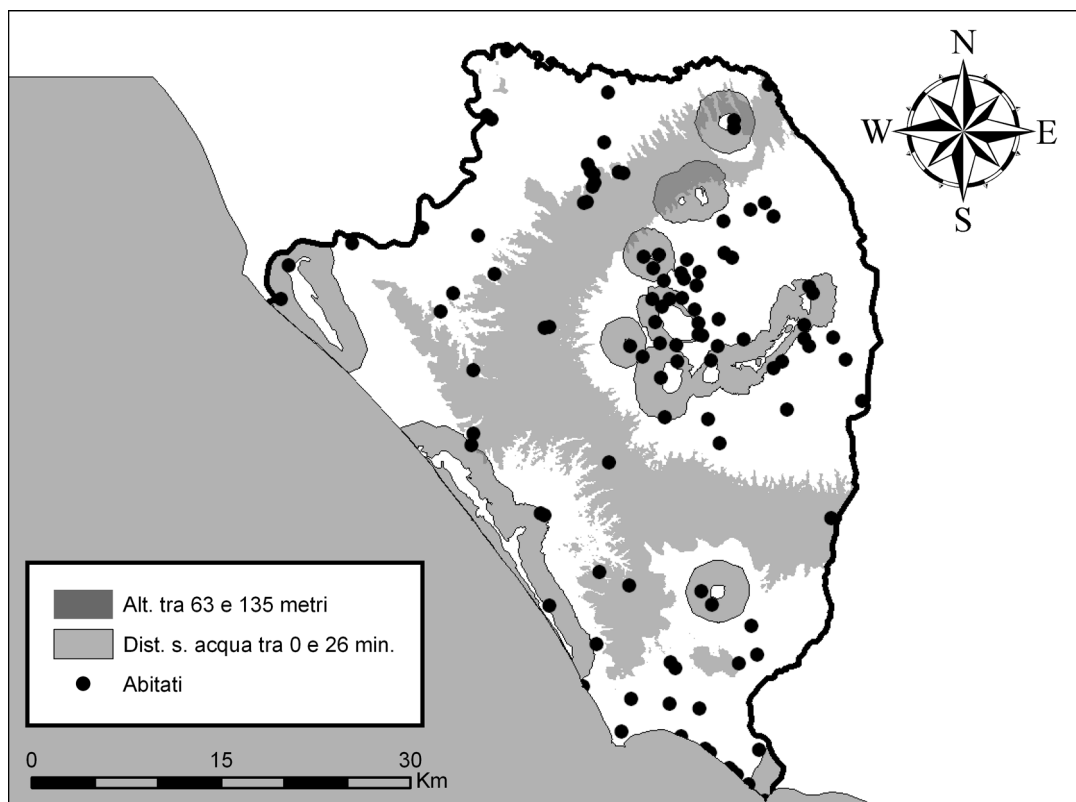 N
W
E
S
Alt. tra 63 e 135 metri
Dist. s. acqua tra 0 e 26 min.
Abitati
0 15 30
Km